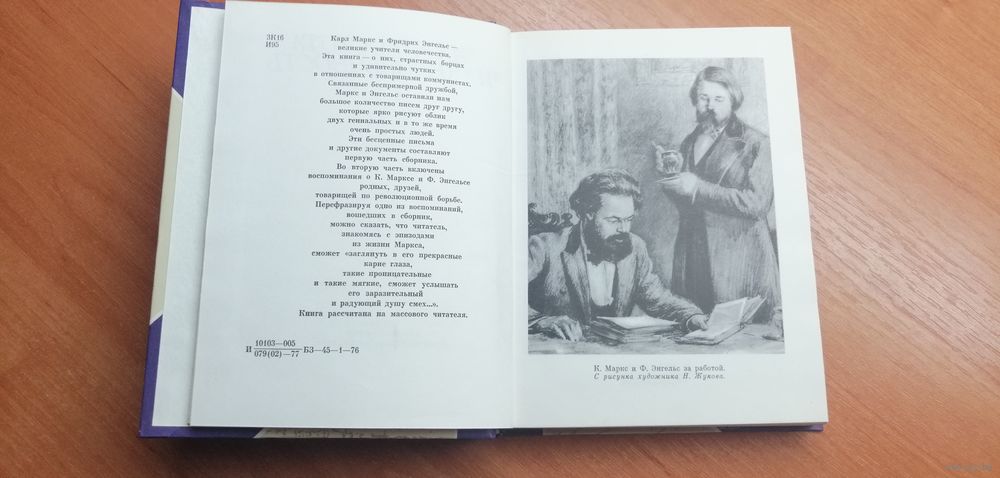 3К1б
И95
Карл Маркс и Фридрих Энгельс —
великие учители человечества.
Эта книга — о них, страстных борцах
и удивительно чутких
в отношениях с товарищами коммунистах.
Связанные беспримерной дружбой,
Маркс и Энгельс оставили нам
большое количество писем друг другу,
которые ярко рисуют облик
двух гениальных и в то же время
очень простых людей.
Эти бесценные письма
и другие документы составляют
первую часть сборника.
Во вторую часть включены
воспоминания о К. Марксе и Ф. Энгельсе
родных, друзей,
товарищей по революционной борьбе.
Перефразируя одно из воспоминаний,
вошедших в сборник,
можно сказать, что читатель,
знакомясь с эпизодами
из жизни Маркса,
сможет «заглянуть в его прекрасные
карие глаза,
такие проницательные
и такие мягкие, сможет услышать
его заразительный
и радующий душу смех...».
Книга рассчитана на массового читателя.
И 10103—005
079(02)—77 БЗ—45—1—76
К. Маркс и Ф. Энгельс за работой.
С рисунка художника Н. Жукова.